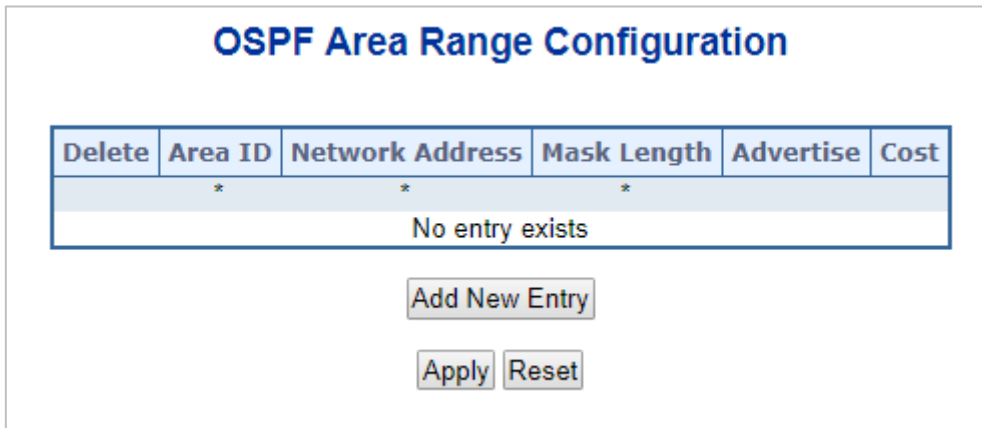 OSPF Area Range Configuration
Delete Area ID Network Address Mask Length Advertise Cost
* * *
No entry exists
Add New Entry
Apply Reset